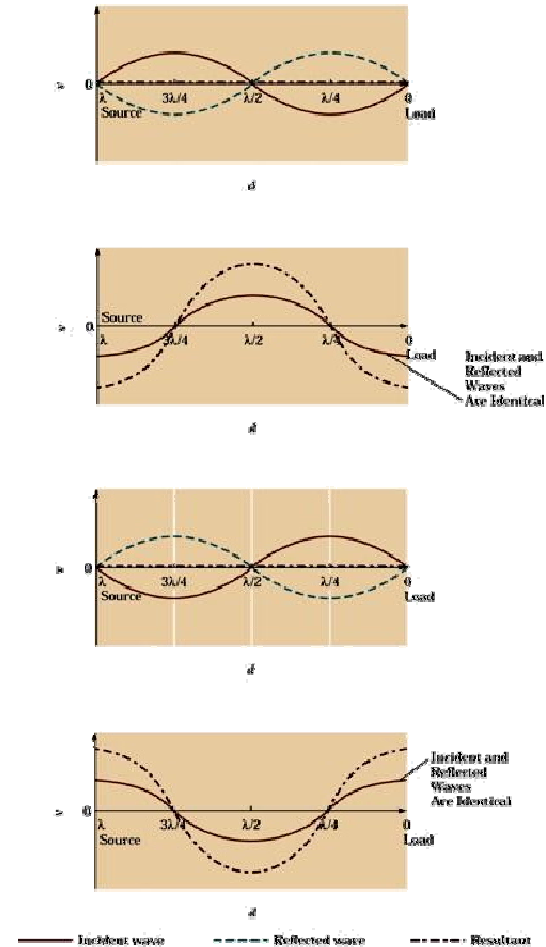 0
λ 3λ/4 λ/2 λ/4 0
Source Load
d
Source
0
λ 3λ/4 λ/2 λ/4 0
Load
Incident and
Reflected
Waves
Are Identical
d
0
λ 3λ/4 λ/2 λ/4 0
Source Load
d
Incident and
Reflected
Waves
Are Identical
v 0
λ 3λ/4 λ/2 λ/4 0
Source Load
d
Incident wave Reflected wave Resultant